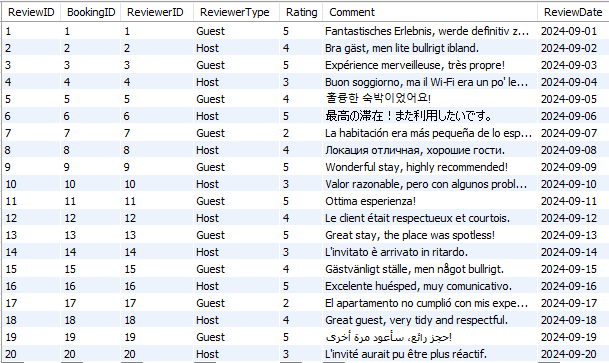 ReviewID BookingID ReviewerID ReviewerType Rating Comment ReviewDate
1 1 1 Guest 5 Fantastisches Erlebnis, werde definitiv z... 2024-09-01
2 2 2 Host 4 Bra gäst, men lite bullrigt ibland. 2024-09-02
3 3 3 Guest 5 Expérience merveilleuse, très propre! 2024-09-03
4 4 4 Host 3 Buon soggiorno, ma il Wi-Fi era un po' le... 2024-09-04
5 5 5 Guest 4 훌륭한 숙박이었어요! 2024-09-05
6 6 6 Host 5 最高の滞在！また利用したいです。 2024-09-06
7 7 7 Guest 2 La habitación era más pequeña de lo esp... 2024-09-07
8 8 8 Host 4 Локация отличная, хорошие гости. 2024-09-08
9 9 9 Guest 5 Wonderful stay, highly recommended! 2024-09-09
10 10 10 Host 3 Valor razonable, pero con algunos probl... 2024-09-10
11 11 11 Guest 5 Ottima esperienza! 2024-09-11
12 12 12 Host 4 Le client était respectueux et courtois. 2024-09-12
13 13 13 Guest 5 Great stay, the place was spotless! 2024-09-13
14 14 14 Host 3 L'invitato è arrivato in ritardo. 2024-09-14
15 15 15 Guest 4 Gästvänligt ställe, men något bullrigt. 2024-09-15
16 16 16 Host 5 Excelente huésped, muy comunicativo. 2024-09-16
17 17 17 Guest 2 El apartamento no cumplió con mis expe... 2024-09-17
18 18 18 Host 4 Great guest, very tidy and respectful. 2024-09-18
19 19 19 Guest 5 حجز رائع، سأعود مرة أخرى! 2024-09-19
20 20 20 Host 3 L'invité aurait pu être plus réactif. 2024-09-20